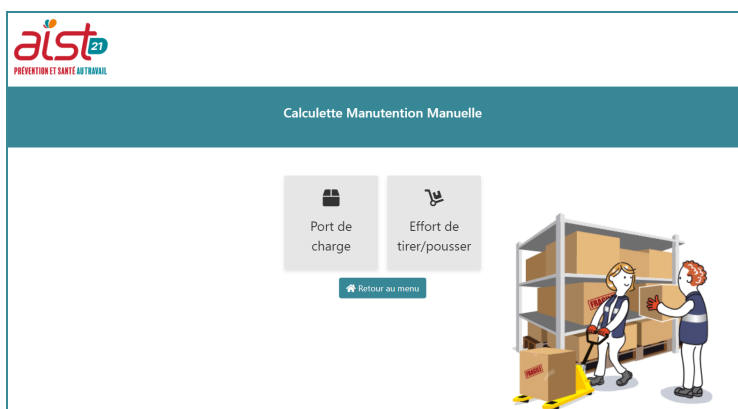 aist 21
PRÉVENTION ET SANTÉ AU TRAVAIL
Calculette Manutention Manuelle
Port de
charge
Effort de
tirer/pousser
Retour au menu
FRAGILE
FRAGILE